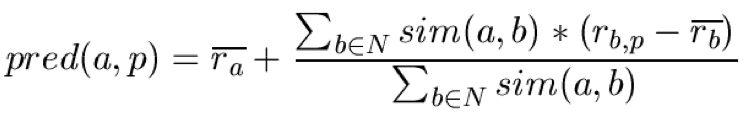 pred(a, p) = \overline{r_a} + \frac{\sum_{b \in N} sim(a, b) * (r_{b,p} - \overline{r_b})}{\sum_{b \in N} sim(a, b)}